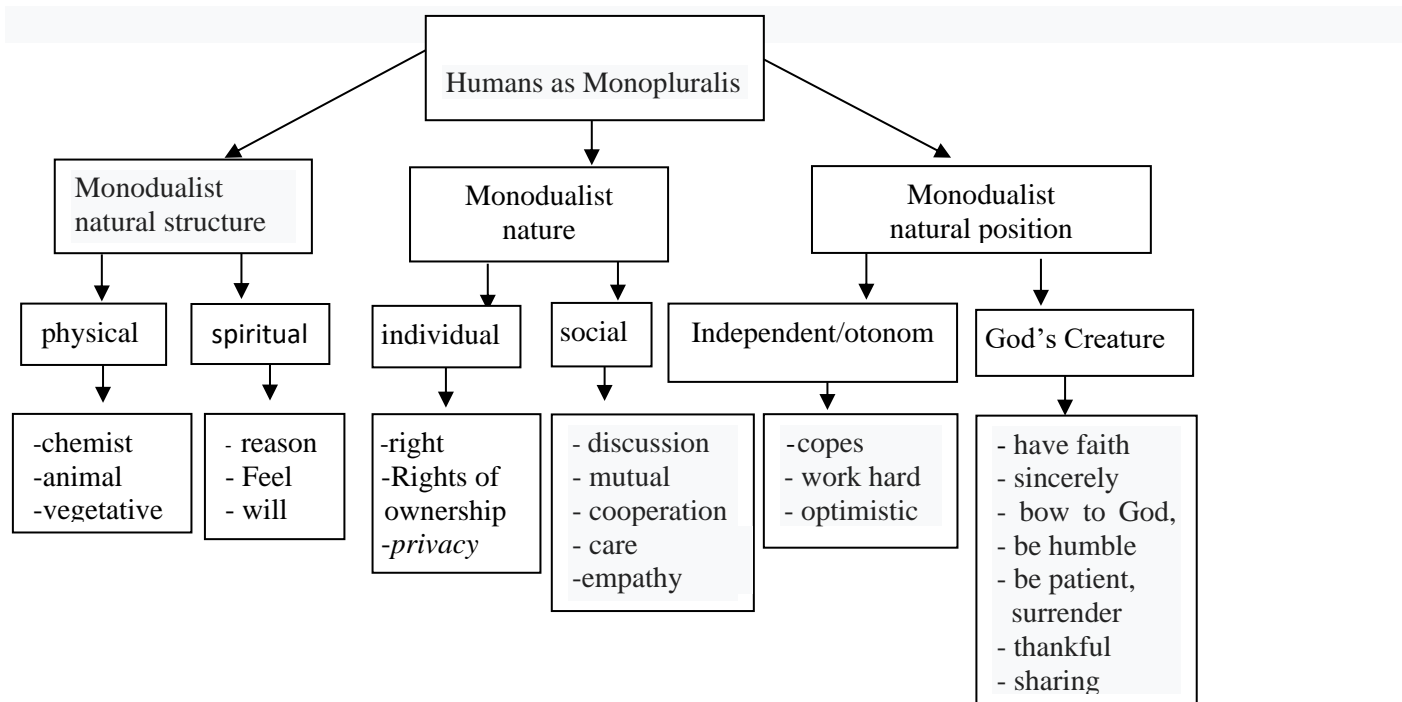 Humans as Monopluralis
Monodualist
natural structure
Monodualist
nature
Monodualist
natural position
physical
spiritual
individual
social
Independent/otonom
God's Creature
-chemist
-animal
-vegetative
- reason
- Feel
- will
-right
-Rights of
ownership
-privacy
- discussion
- mutual
- cooperation
- care
-empathy
-copes
- work hard
- optimistic
- have faith
- sincerely
- bow to God,
- be humble
- be patient,
surrender
- thankful
- sharing